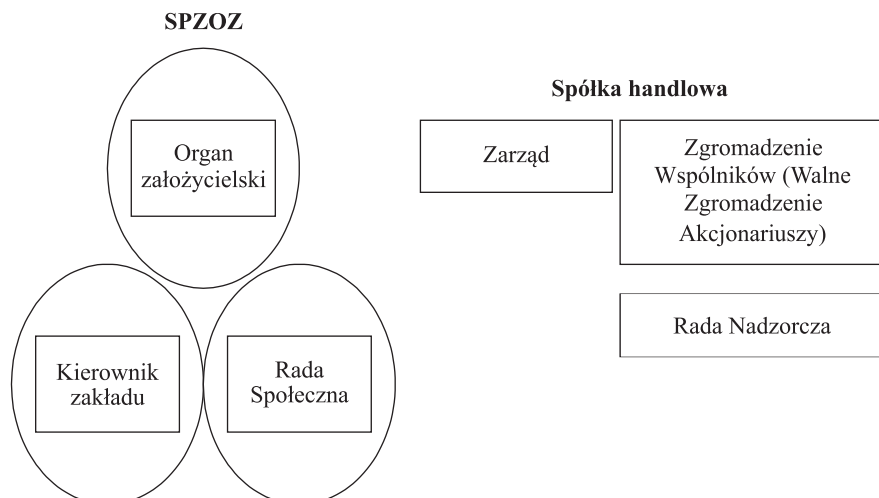 SPZOZ
Organ
założycielski
Kierownik
zakładu
Rada
Społeczna
Spółka handlowa
Zarząd
Zgromadzenie
Wspólników (Walne
Zgromadzenie
Akcjonariuszy)
Rada Nadzorcza